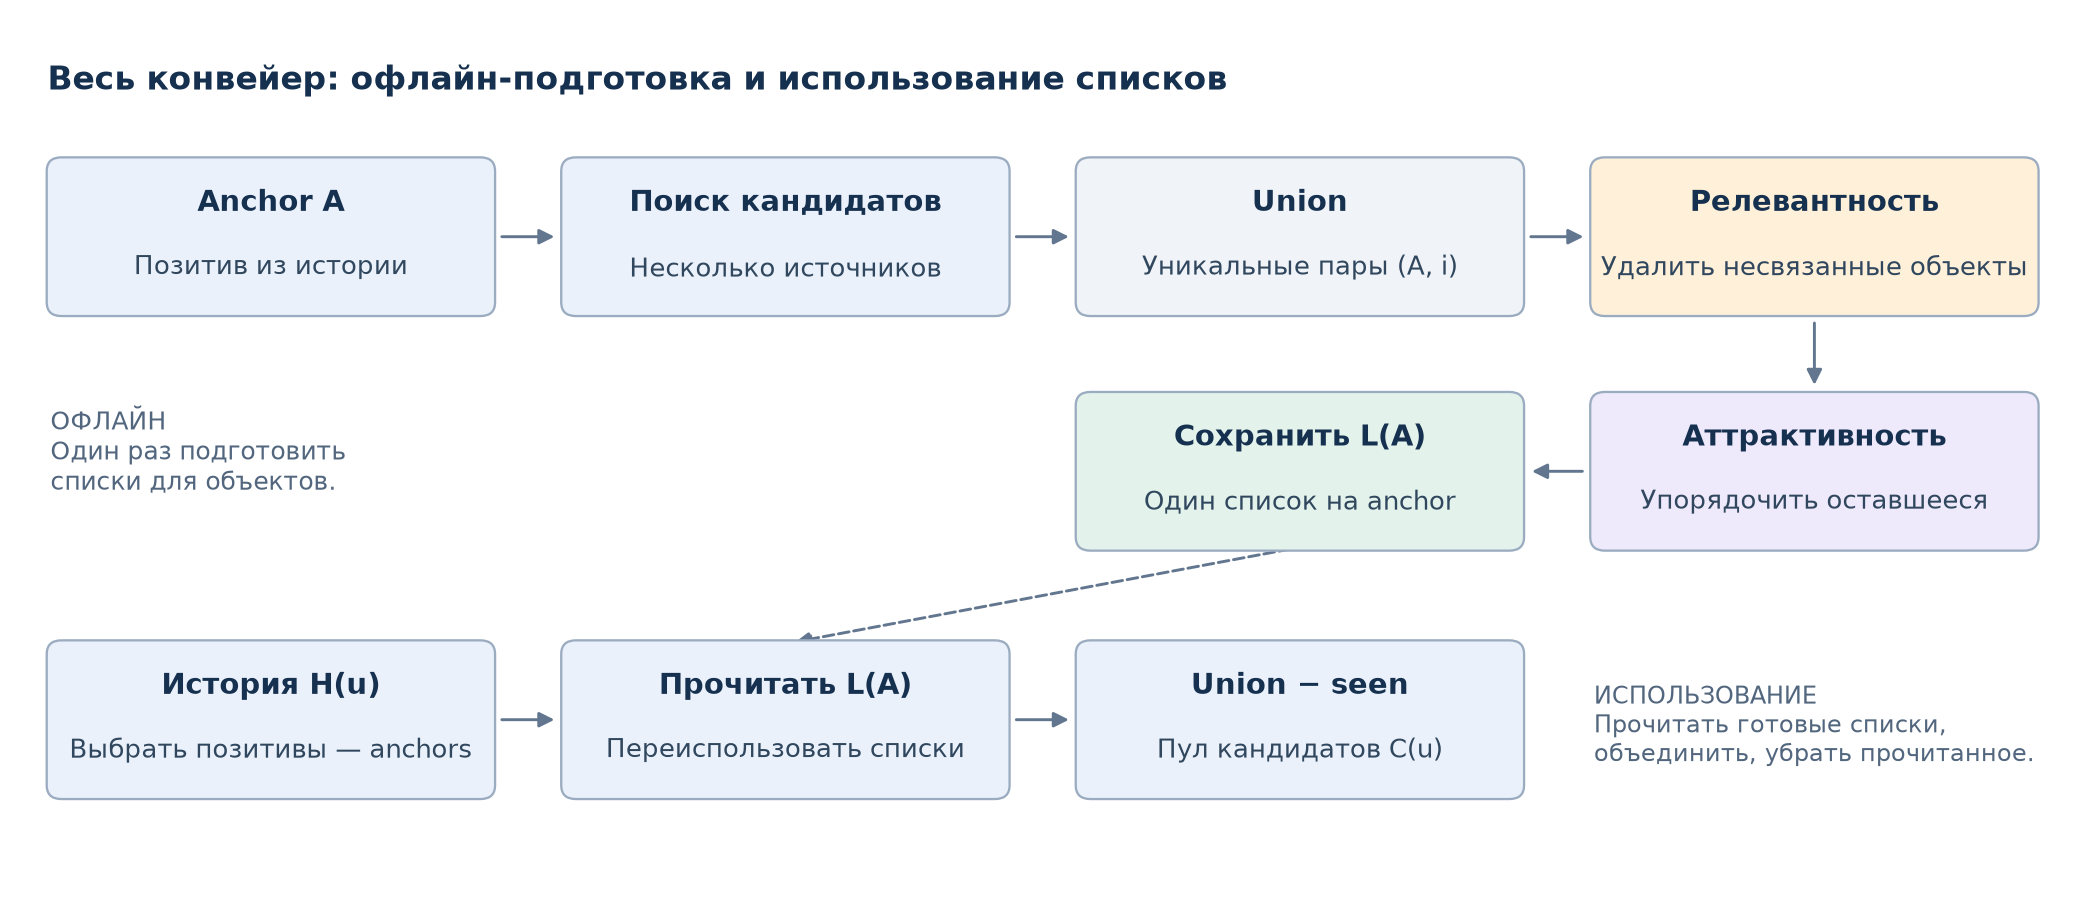 Весь конвейер: офлайн-подготовка и использование списков
Anchor A
Позитив из истории
Поиск кандидатов
Несколько источников
Union
Уникальные пары (A, i)
Релевантность
Удалить несвязанные объекты
ОФЛАЙН
Один раз подготовить
списки для объектов.
Сохранить L(A)
Один список на anchor
Аттрактивность
Упорядочить оставшееся
История H(u)
Выбрать позитивы — anchors
Прочитать L(A)
Переиспользовать списки
Union − seen
Пул кандидатов C(u)
ИСПОЛЬЗОВАНИЕ
Прочитать готовые списки,
объединить, убрать прочитанное.